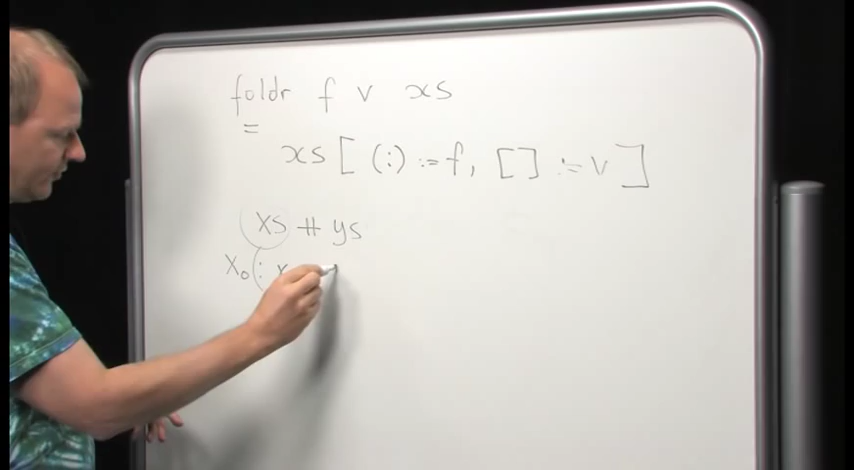 foldr f v xs
=
xs [ (:) := f, [] := v ]
xs ++ ys
x₀ ( : x